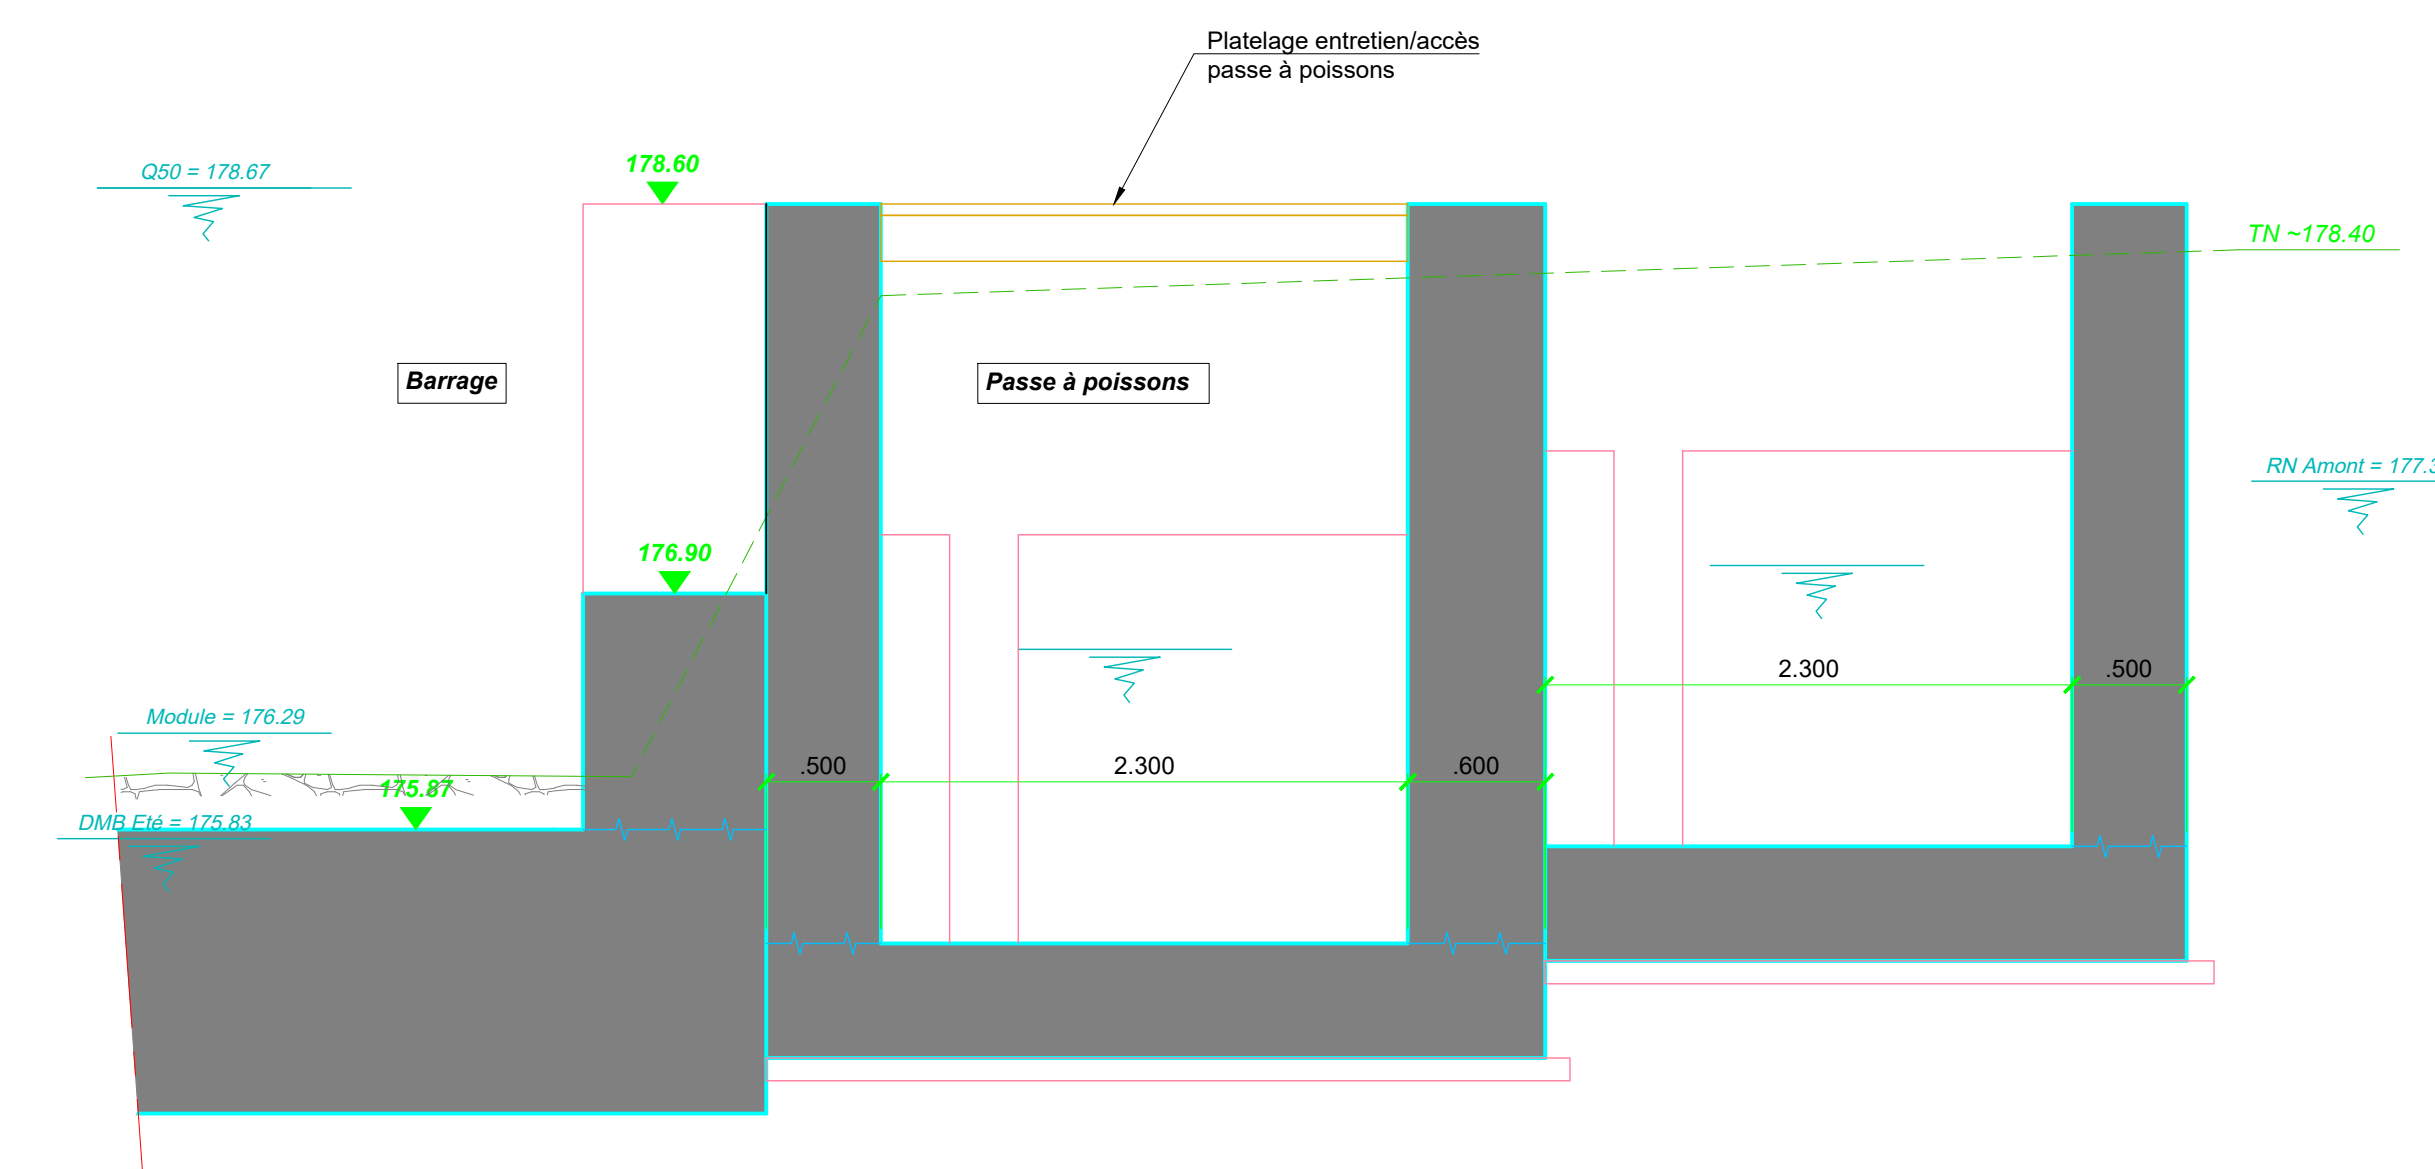 Platelage entretien/accès
passe à poissons
Q50 = 178.67
178.60
TN ~178.40
Barrage
Passe à poissons
RN Amont = 177.3
176.90
2.300
.500
Module = 176.29
.500
2.300
.600
175.87
DMB Eté = 175.83